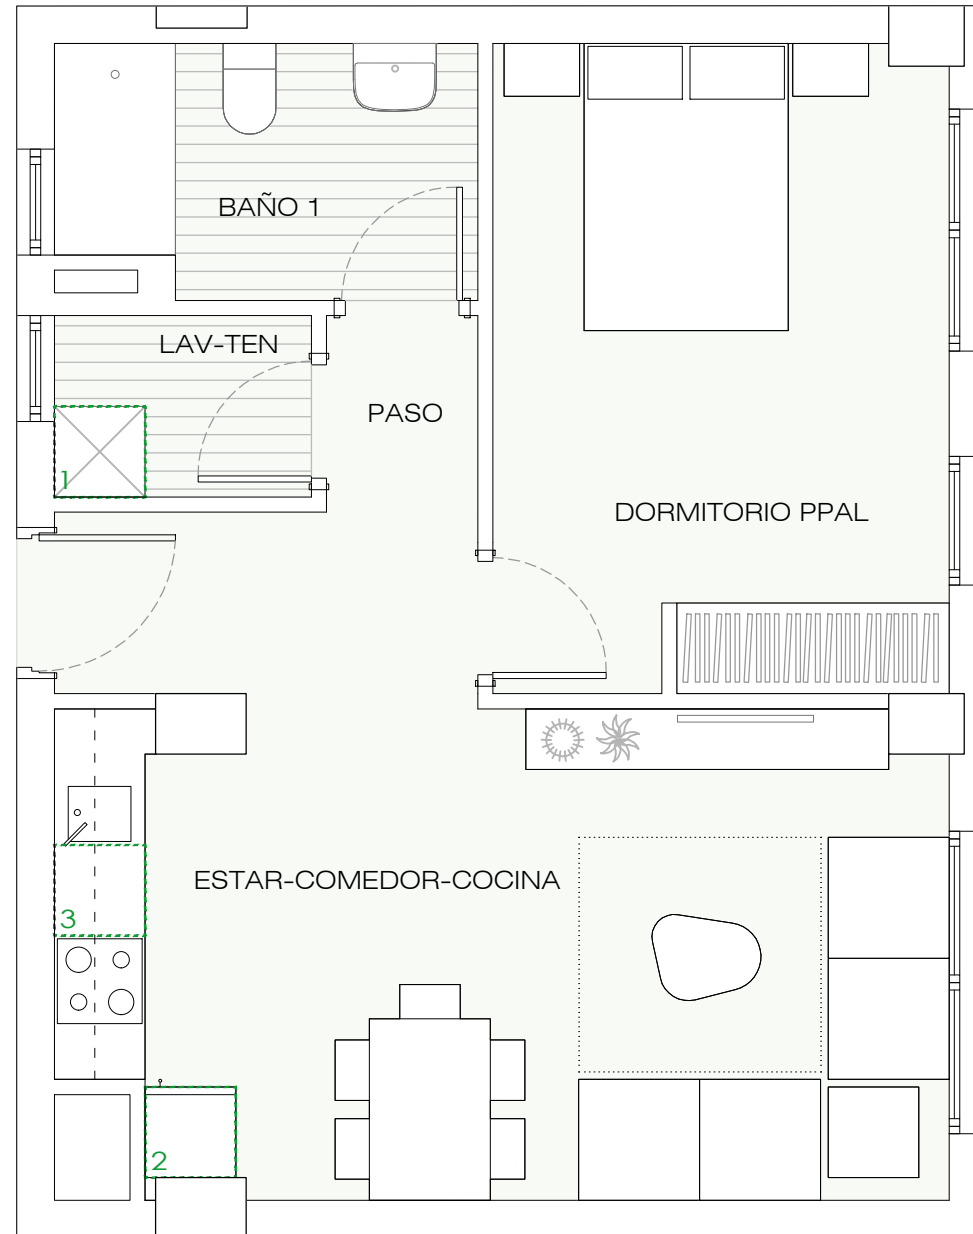 BAÑO 1
LAV-TEN
PASO
1
DORMITORIO PPAL
ESTAR-COMEDOR-COCINA
3
2